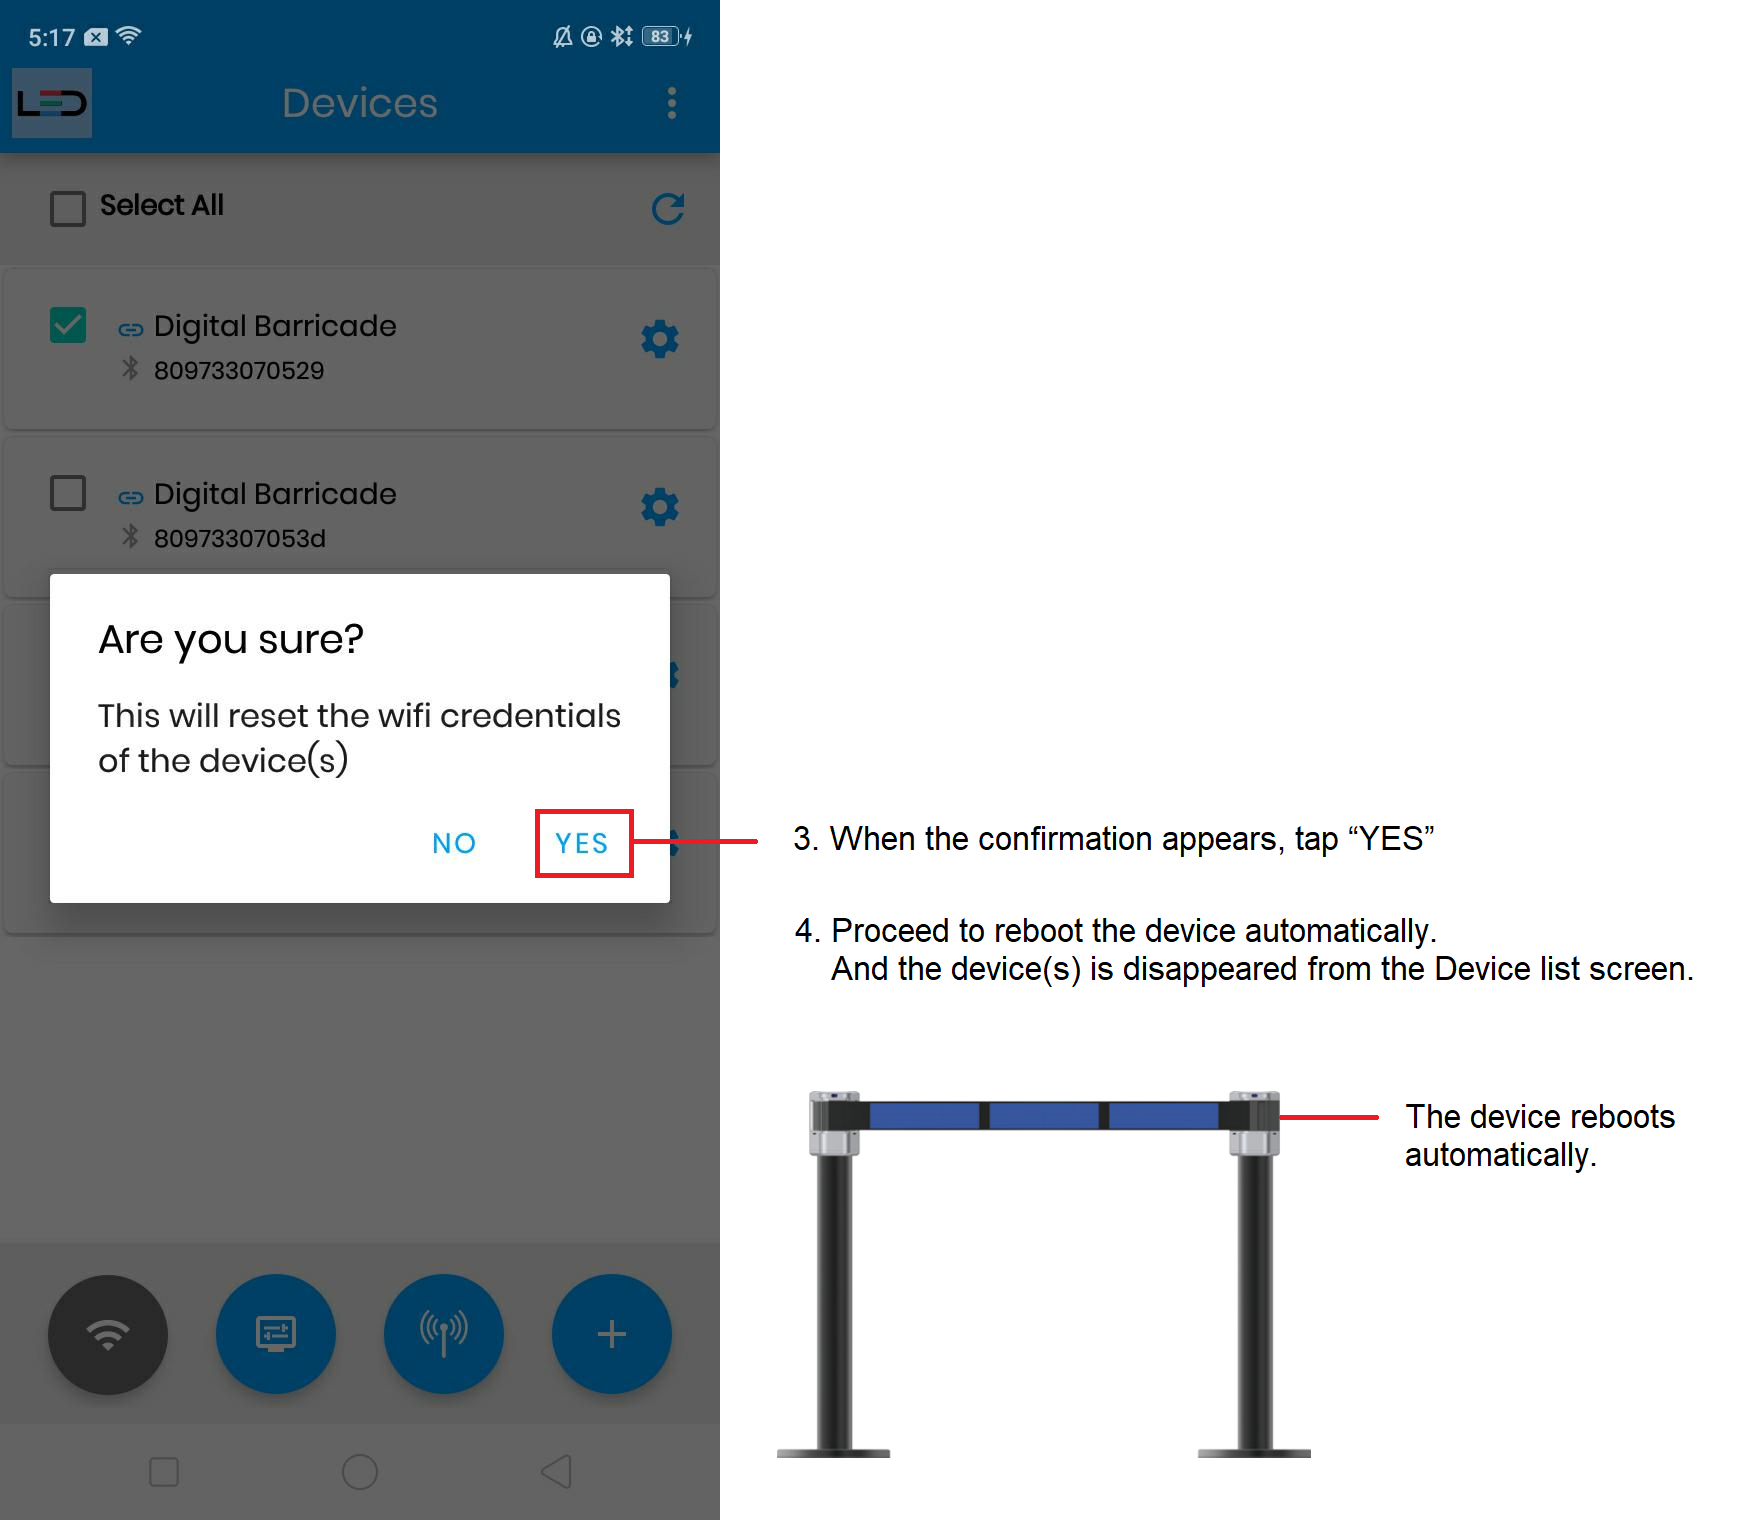 5:17
83
LED
Devices
Select All
Digital Barricade
809733070529
Digital Barricade
80973307053d
Are you sure?
This will reset the wifi credentials
of the device(s)
NO YES
3. When the confirmation appears, tap “YES”
4. Proceed to reboot the device automatically.
And the device(s) is disappeared from the Device list screen.
The device reboots
automatically.